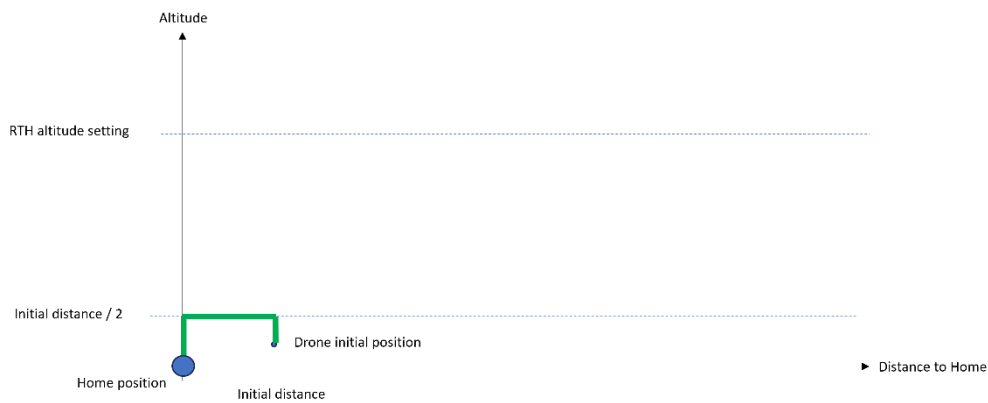 Altitude
RTH altitude setting
Initial distance / 2
Drone initial position
Distance to Home
Home position
Initial distance